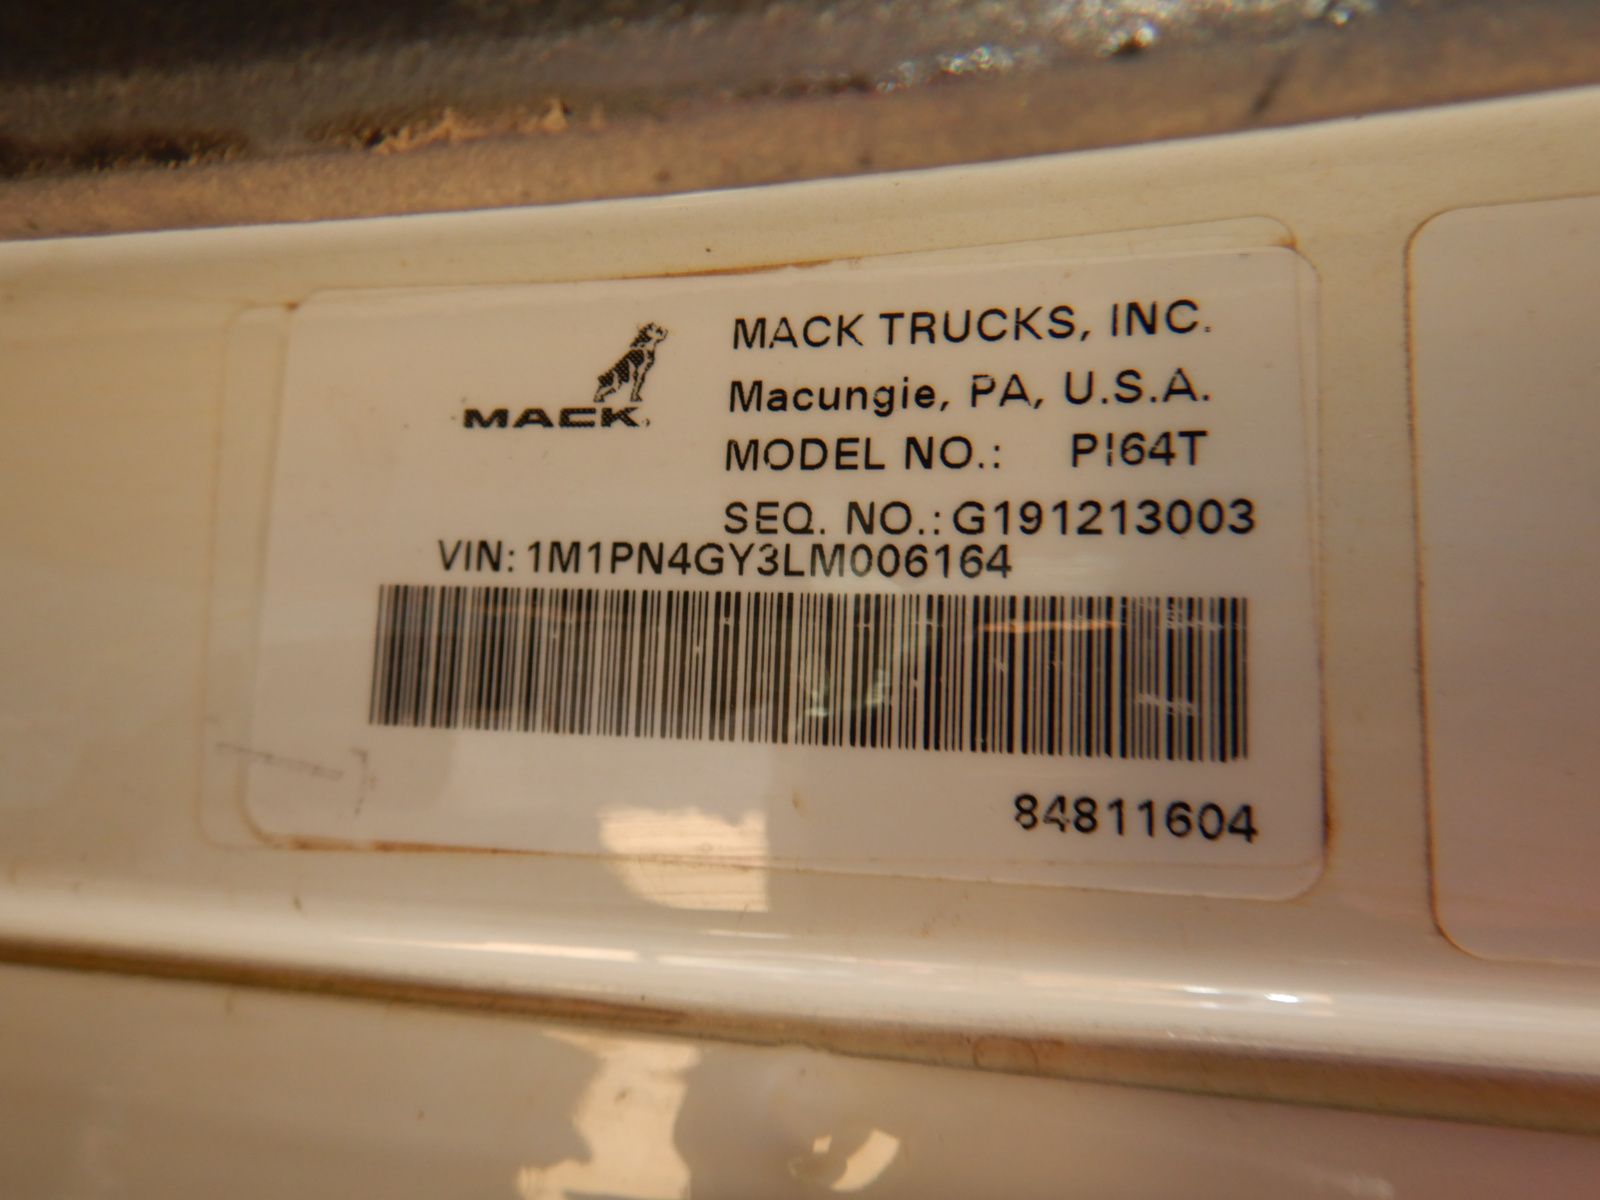 MACK TRUCKS, INC.
Macungie, PA, U.S.A.
MACK
MODEL NO.: PI64T
SEQ. NO.: G191213003
VIN: 1M1PN4GY3LM006164
84811604